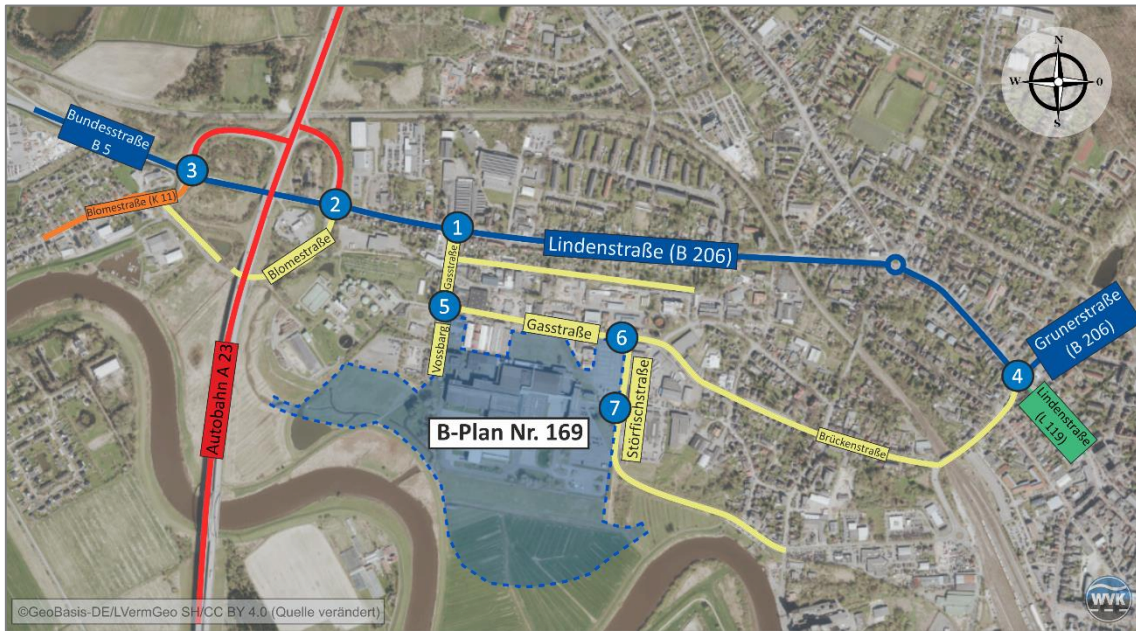 N
W
O
S
Bundesstraße
B 5
3
Blomestraße (K 11)
2
1
Lindenstraße (B 206)
Blomestraße
Gasstraße
5
Gasstraße
6
Vossbarg
Autobahn A 23
7
Störfischstraße
B-Plan Nr. 169
Grunerstraße
(B 206)
4
Lindenstraße
(L 119)
Brückenstraße
©GeoBasis-DE/LVermGeo SH/CC BY 4.0 (Quelle verändert)
WVK